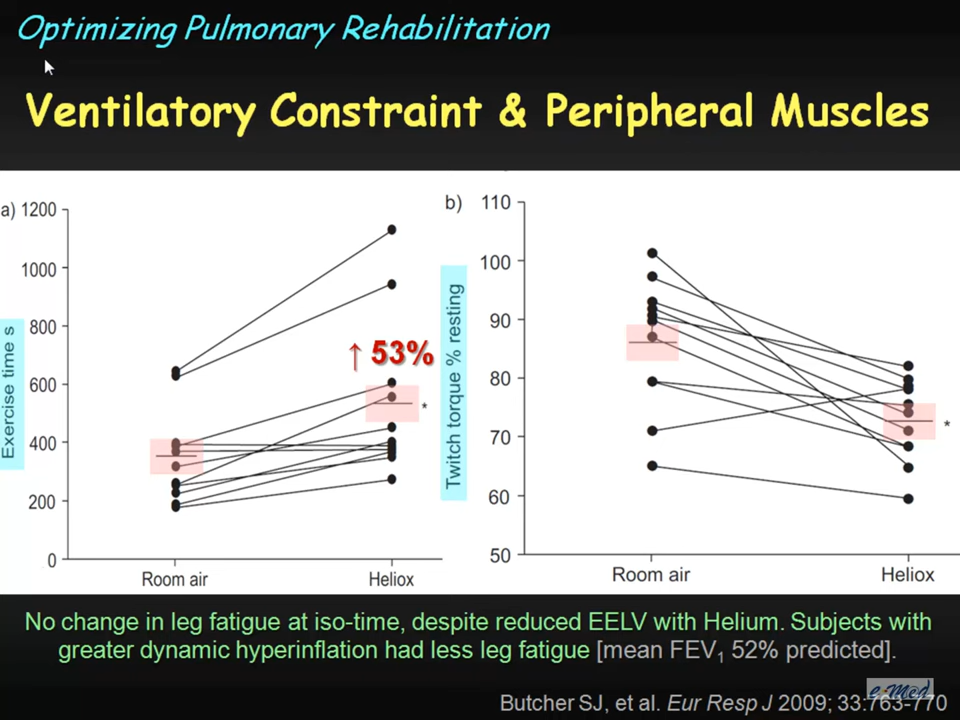 Optimizing Pulmonary Rehabilitation
Ventilatory Constraint & Peripheral Muscles
a)
1200
1000
800
600
400
200
0
Exercise time s
↑ 53%
*
Room air
Heliox
b)
110
100
90
80
70
60
50
Twitch torque % resting
*
Room air
Heliox
No change in leg fatigue at iso-time, despite reduced EELV with Helium. Subjects with
greater dynamic hyperinflation had less leg fatigue [mean FEV₁ 52% predicted].
e-Med
Butcher SJ, et al. Eur Resp J 2009; 33:763-770